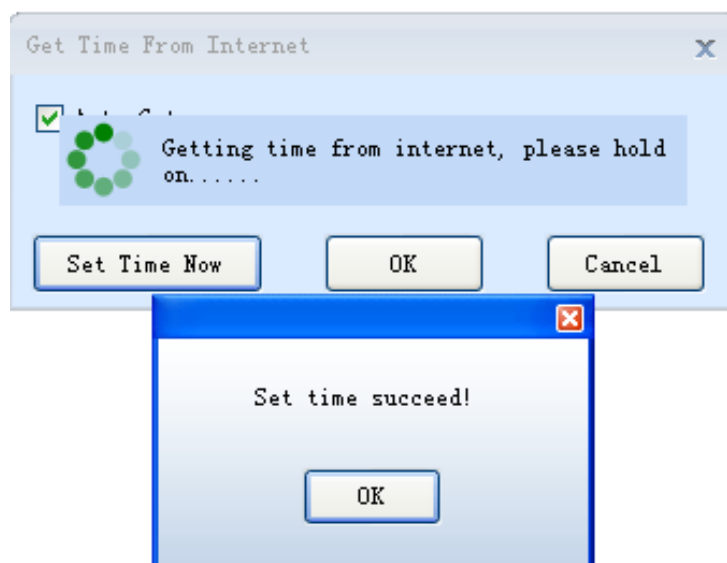 Get Time From Internet
Getting time from internet, please hold
on......
Set Time Now
OK
Cancel
Set time succeed!
OK